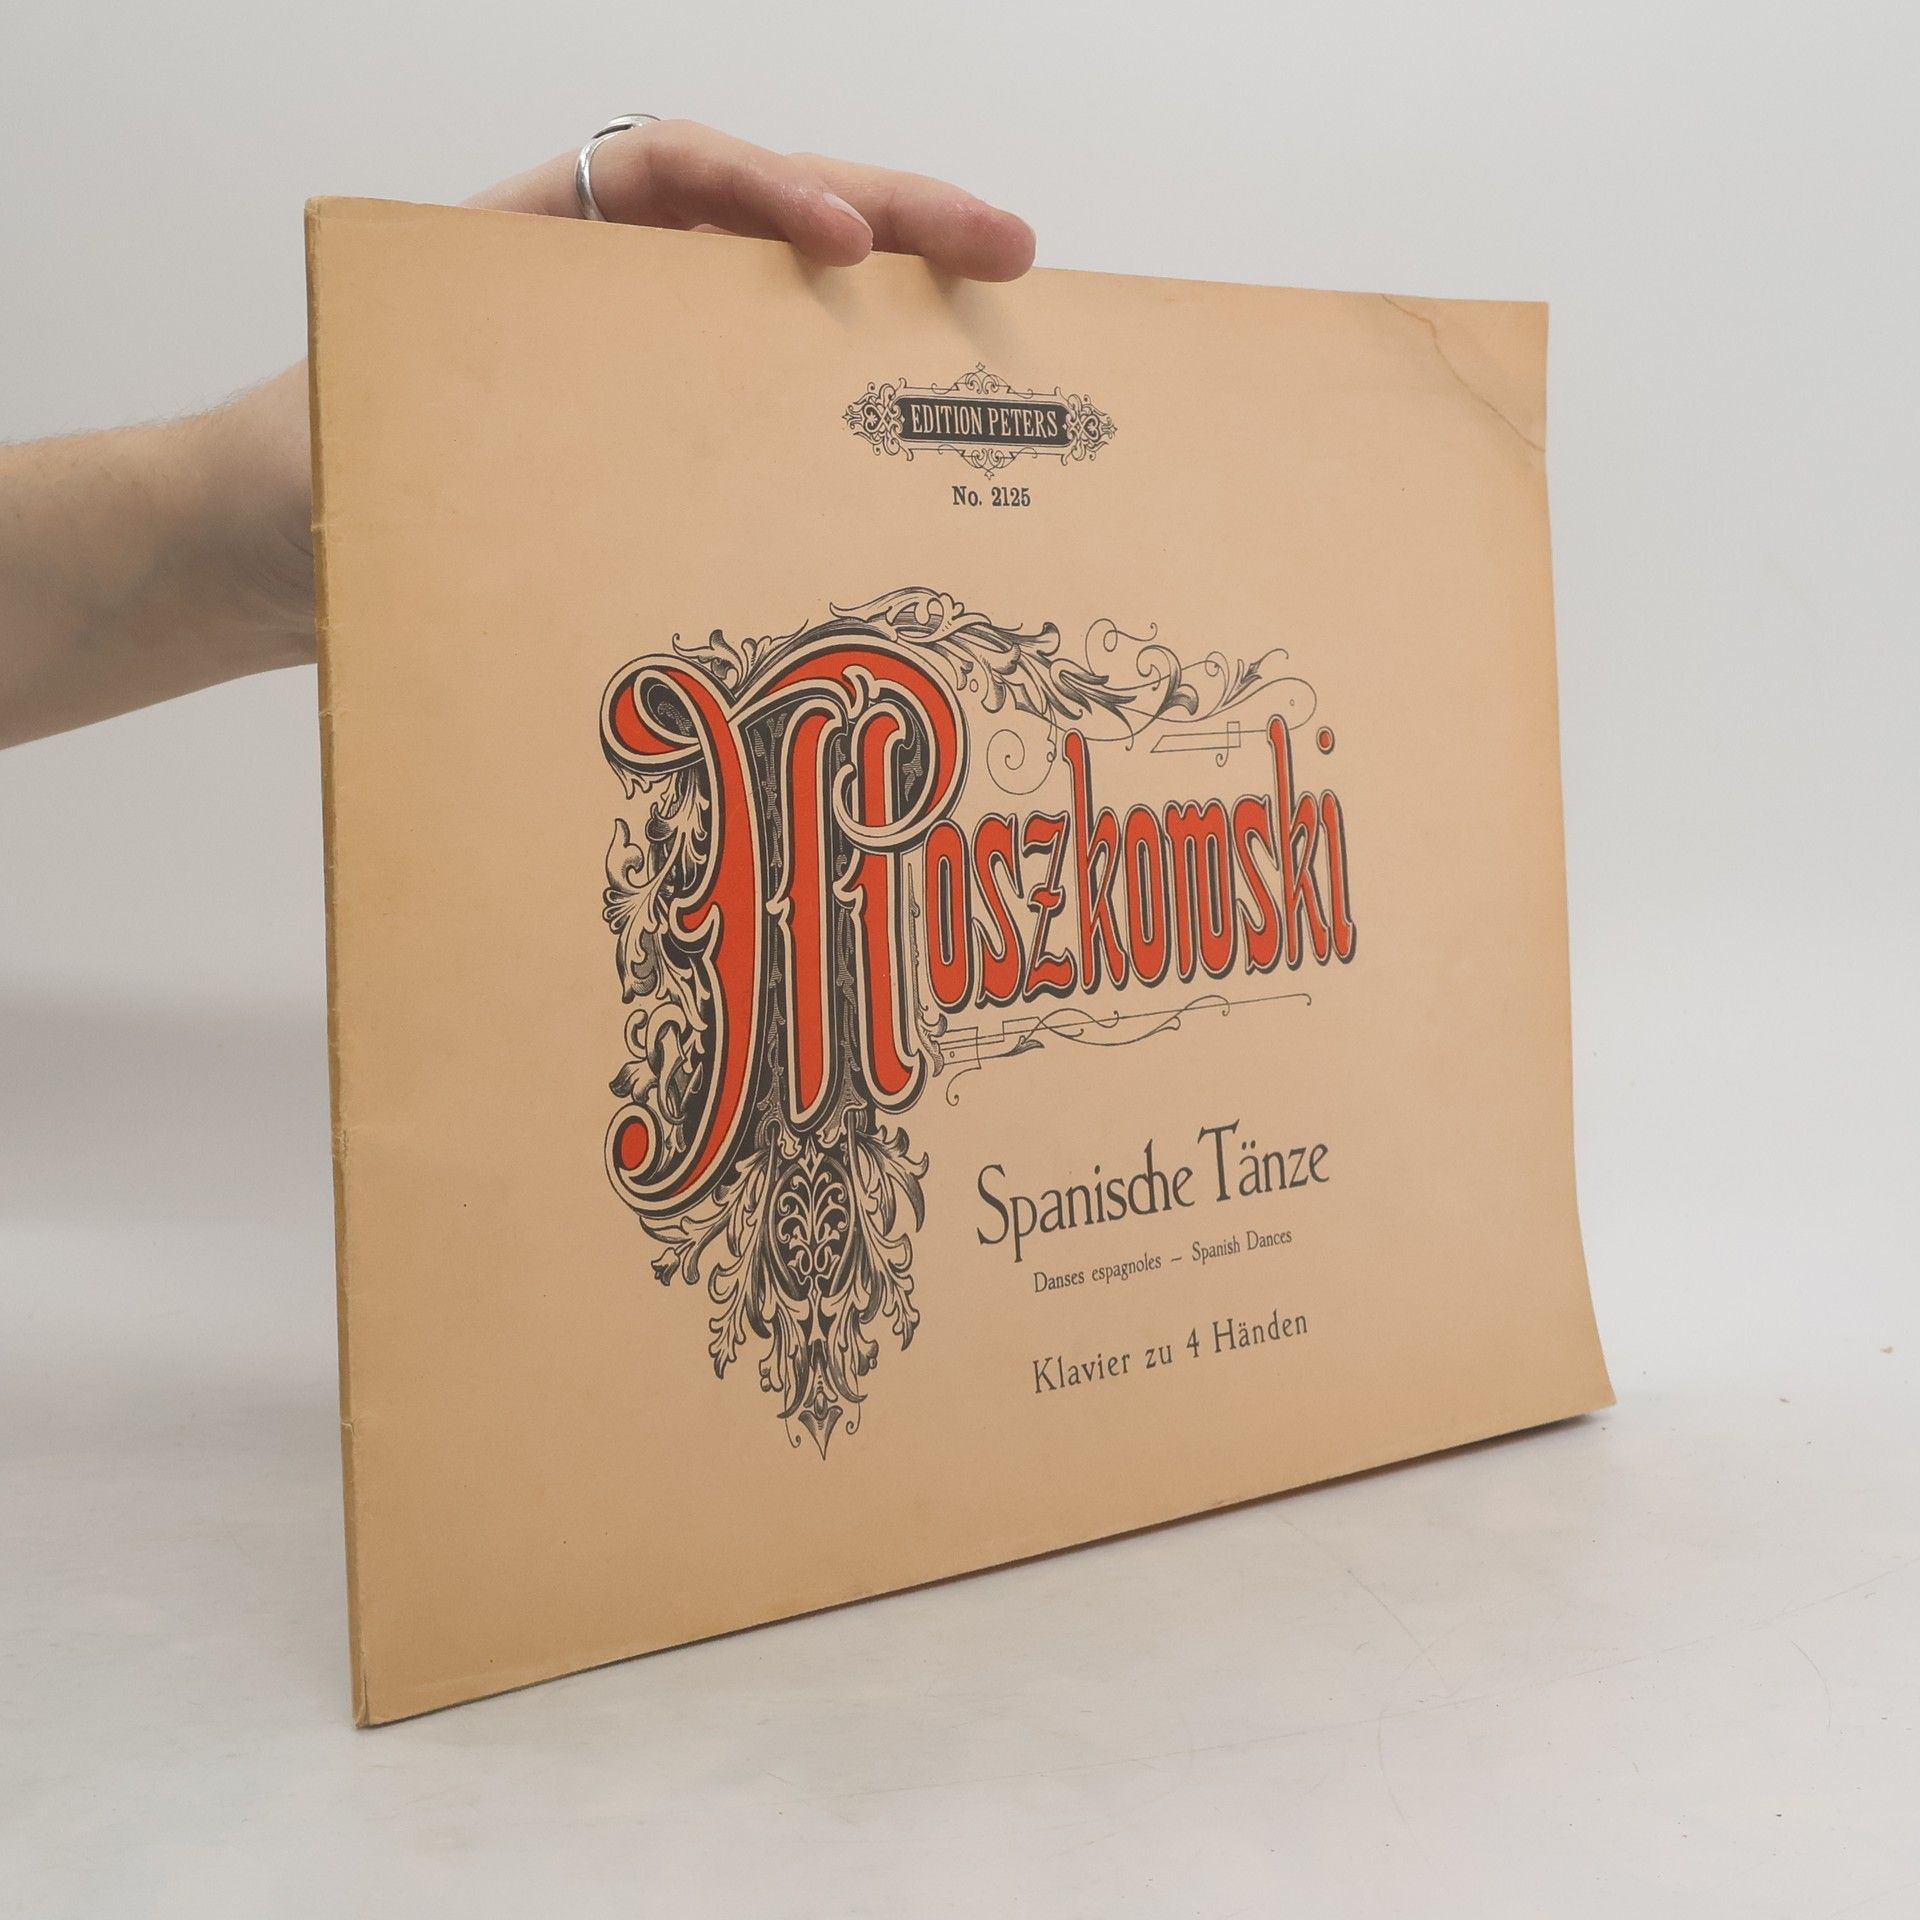 EDITION PETERS
No. 2125
Moszkowski
Spanische Tänze
Danses espagnoles – Spanish Dances
Klavier zu 4 Händen